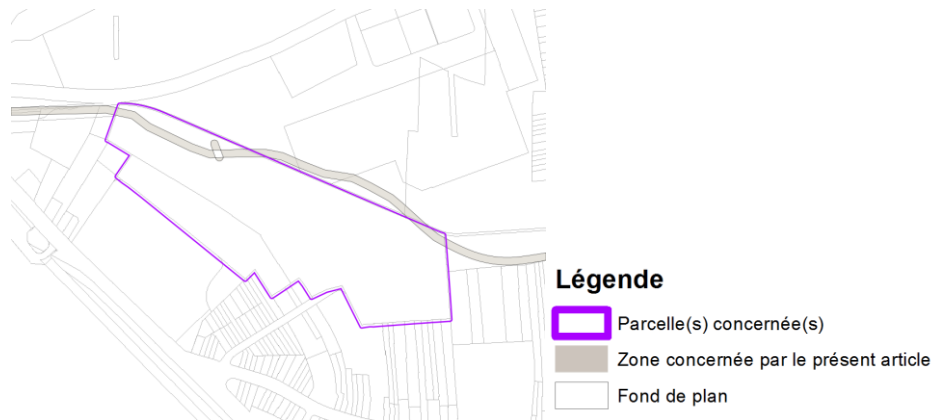 Légende
Parcelle(s) concernée(s)
Zone concernée par le présent article
Fond de plan